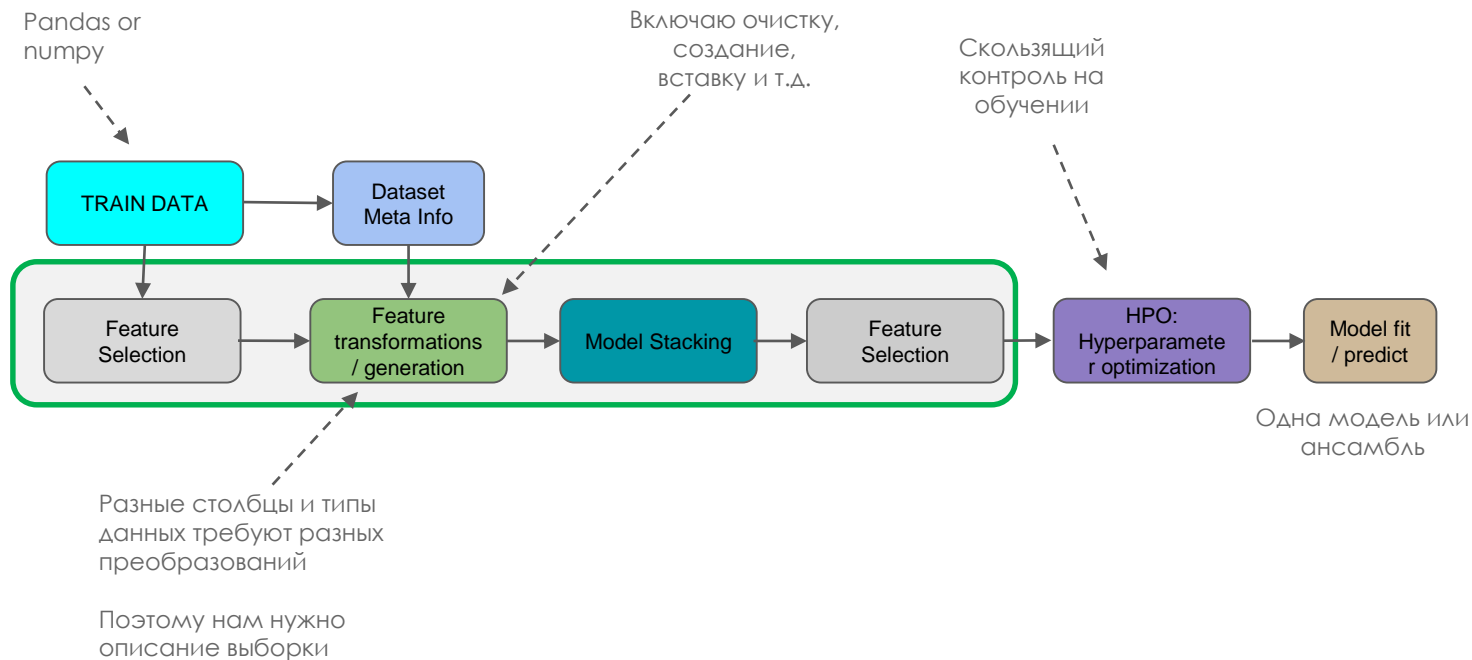 Pandas or
numpy
Включаю очистку,
создание,
вставку и т.д.
Скользящий
контроль на
обучении
TRAIN DATA
Dataset
Meta Info
Feature
Selection
Feature
transformations
/ generation
Model Stacking
Feature
Selection
HPO:
Hyperparamete
r optimization
Model fit
/ predict
Одна модель или
ансамбль
Разные столбцы и типы
данных требуют разных
преобразований
Поэтому нам нужно
описание выборки